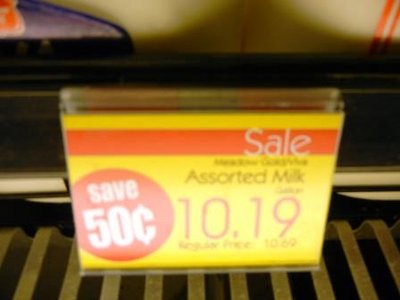 Sale
Meadow Gold/Viva
Assorted Milk
Gallon
save
50¢
10.19
Regular Price: 10.69